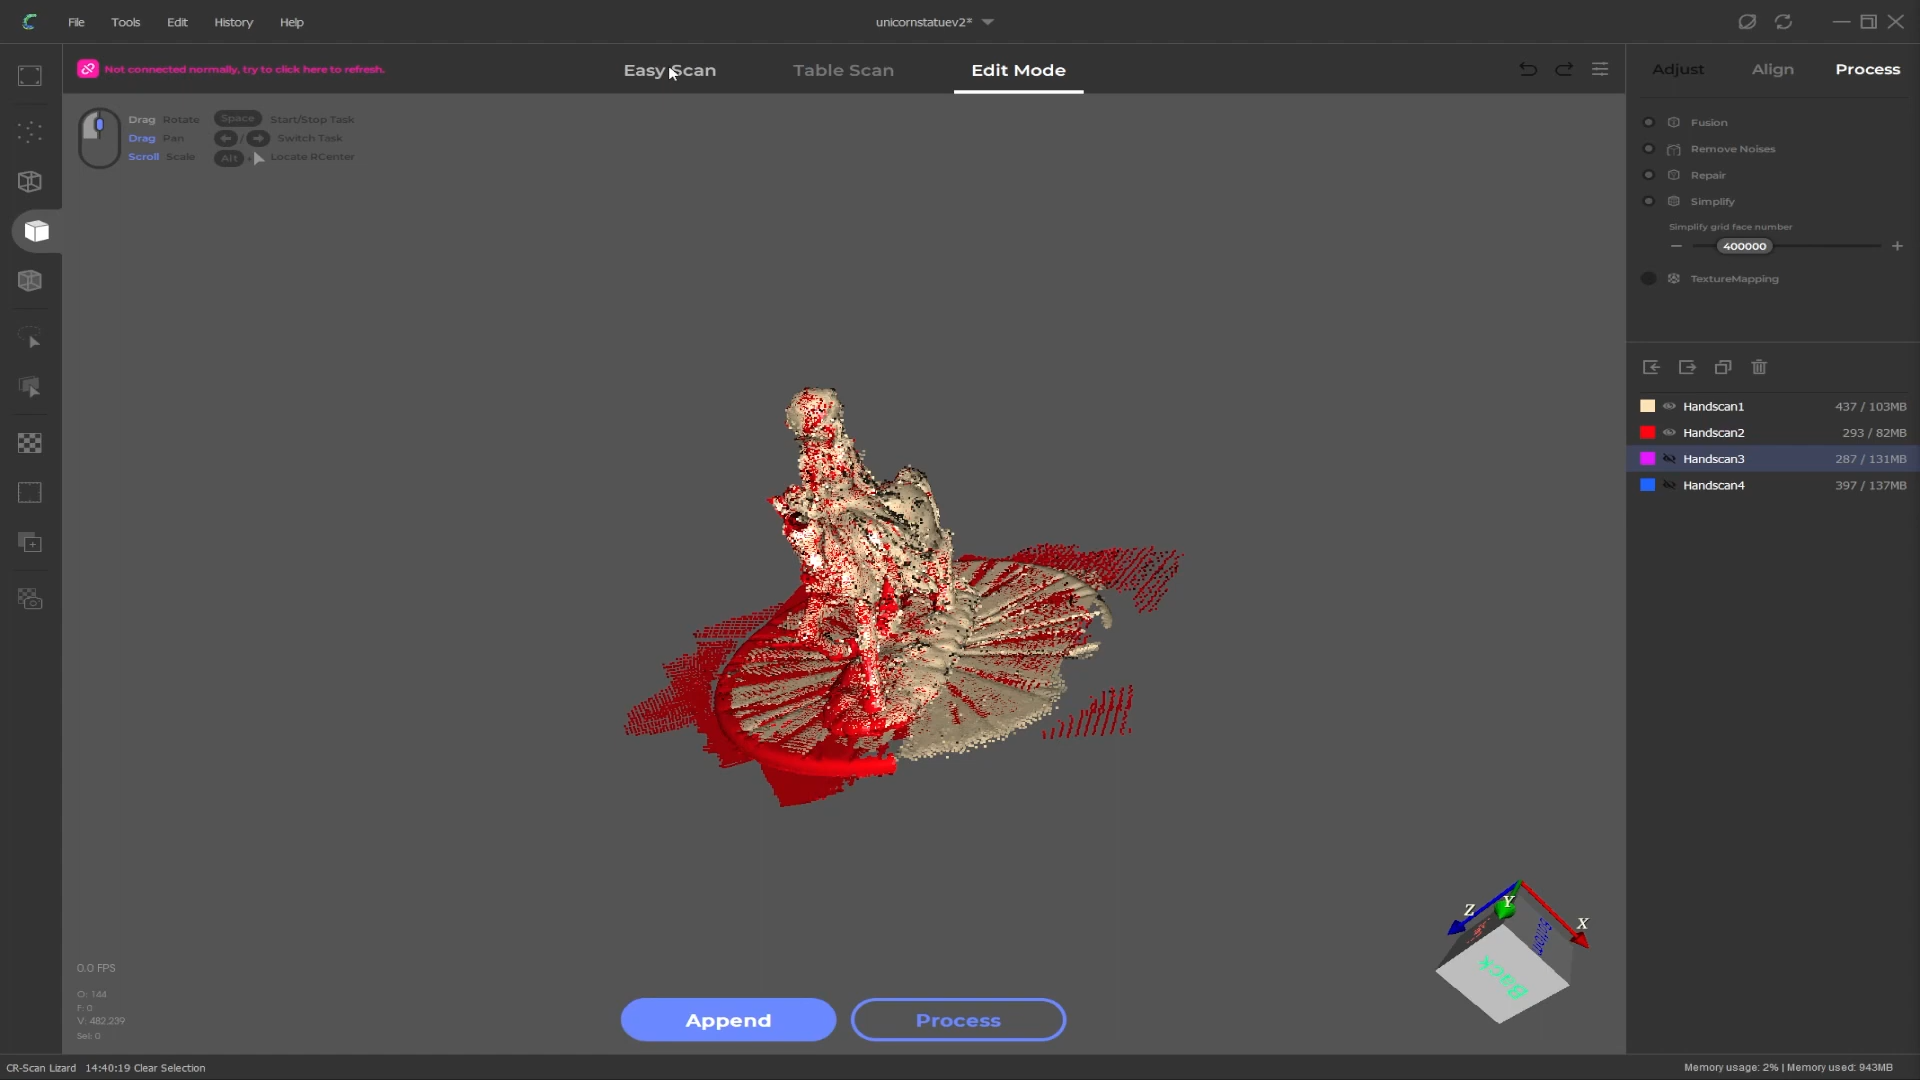 File Tools Edit History Help
unicornstatuev2*
Not connected normally, try to click here to refresh.
Easy Scan Table Scan Edit Mode
Adjust Align Process
Drag Rotate Space Start/Stop Task
Drag Pan / Switch Task
Scroll Scale Alt + Locate RCenter
Fusion
Remove Noises
Repair
Simplify
Simplify grid face number
− 400000 +
TextureMapping
Handscan1 437 / 103MB
Handscan2 293 / 82MB
Handscan3 287 / 131MB
Handscan4 397 / 137MB
Z Y X
Back
0.0 FPS
O: 144
F: 0
V: 482,239
Sel: 0
Append Process
CR-Scan Lizard 14:40:19 Clear Selection
Memory usage: 2% | Memory used: 943MB